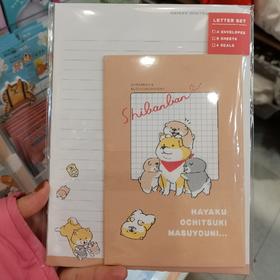 LETTER SET
4 ENVELOPES
8 SHEETS
4 SEALS
Shibanban
HAYAKU
OCHITSUKI
MASUYOUNI...